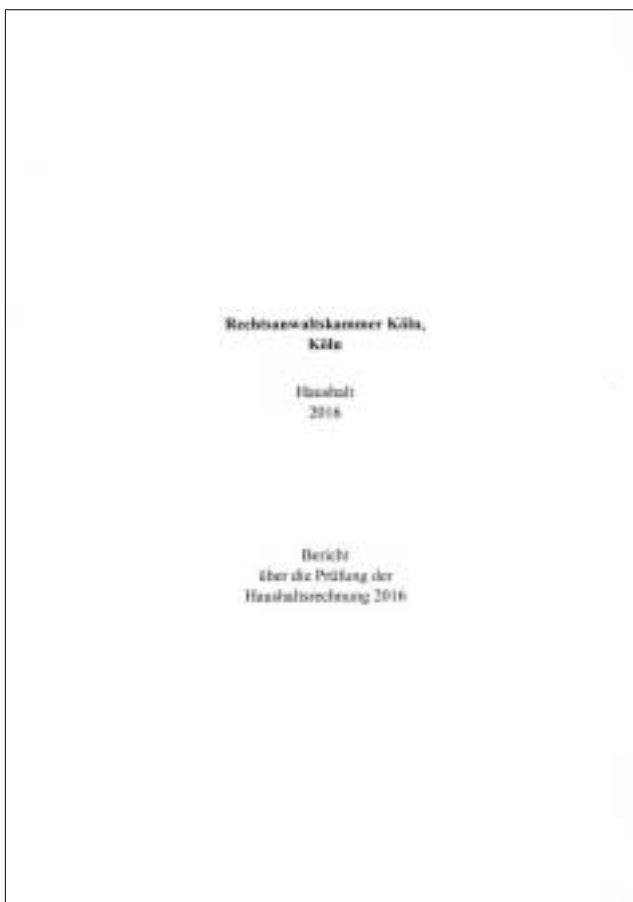 Rechtsanwaltskammer Köln,
Köln
Haushalt
2016
Bericht
über die Prüfung der
Haushaltsrechnung 2016